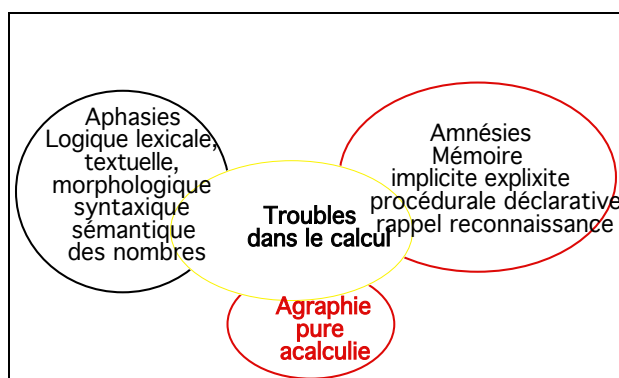 Aphasies
Logique lexicale,
textuelle,
morphologique
syntaxique
sémantique
des nombres
Troubles
dans le calcul
Amnésies
Mémoire
implicite explixite
procédurale déclarative
rappel reconnaissance
Agraphie
pure
acalculie